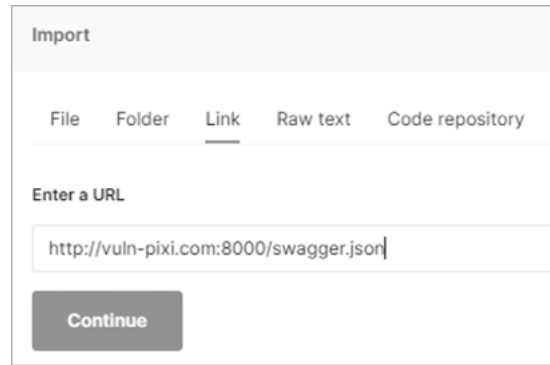 Import
File Folder Link Raw text Code repository
Enter a URL
http://vuln-pixi.com:8000/swagger.json
Continue